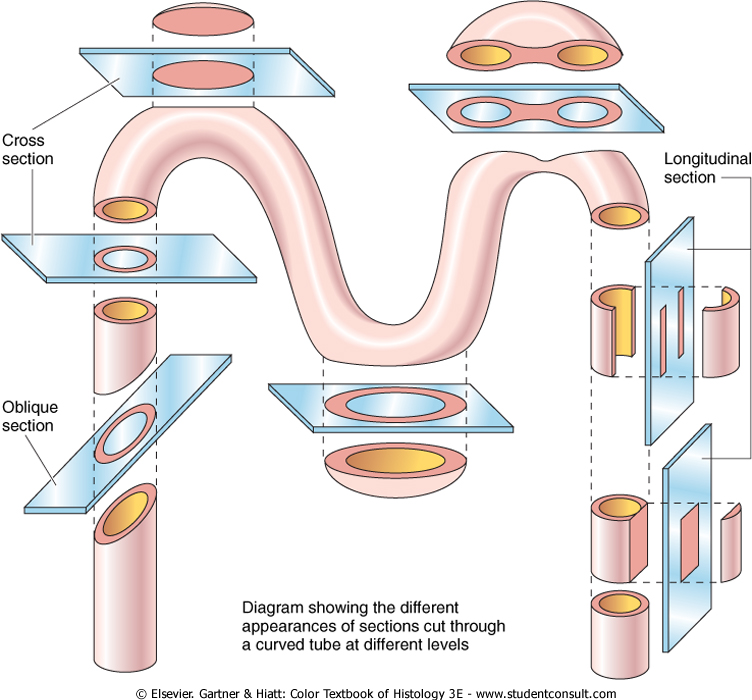 Cross
section
Longitudinal
section
Oblique
section
Diagram showing the different
appearances of sections cut through
a curved tube at different levels
© Elsevier. Gartner & Hiatt: Color Textbook of Histology 3E - www.studentconsult.com